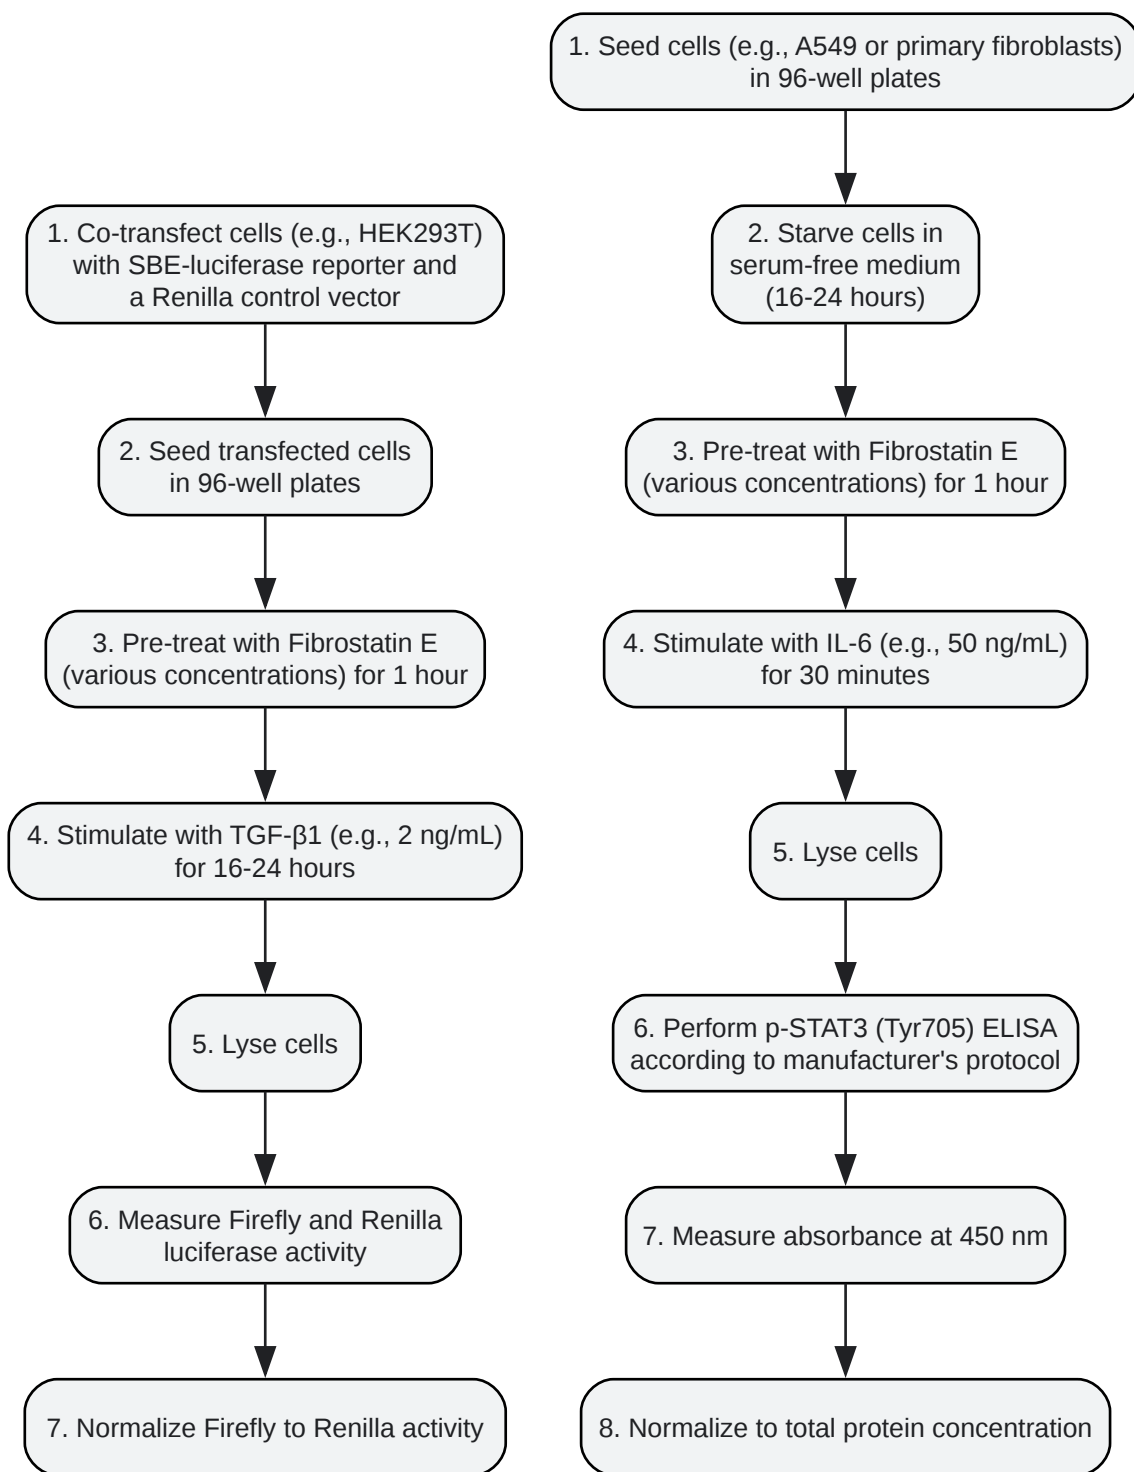 1. Co-transfect cells (e.g., HEK293T)
with SBE-luciferase reporter and
a Renilla control vector
2. Seed transfected cells
in 96-well plates
3. Pre-treat with Fibrostatin E
(various concentrations) for 1 hour
4. Stimulate with TGF-β1 (e.g., 2 ng/mL)
for 16-24 hours
5. Lyse cells
6. Measure Firefly and Renilla
luciferase activity
7. Normalize Firefly to Renilla activity
1. Seed cells (e.g., A549 or primary fibroblasts)
in 96-well plates
2. Starve cells in
serum-free medium
(16-24 hours)
3. Pre-treat with Fibrostatin E
(various concentrations) for 1 hour
4. Stimulate with IL-6 (e.g., 50 ng/mL)
for 30 minutes
5. Lyse cells
6. Perform p-STAT3 (Tyr705) ELISA
according to manufacturer's protocol
7. Measure absorbance at 450 nm
8. Normalize to total protein concentration